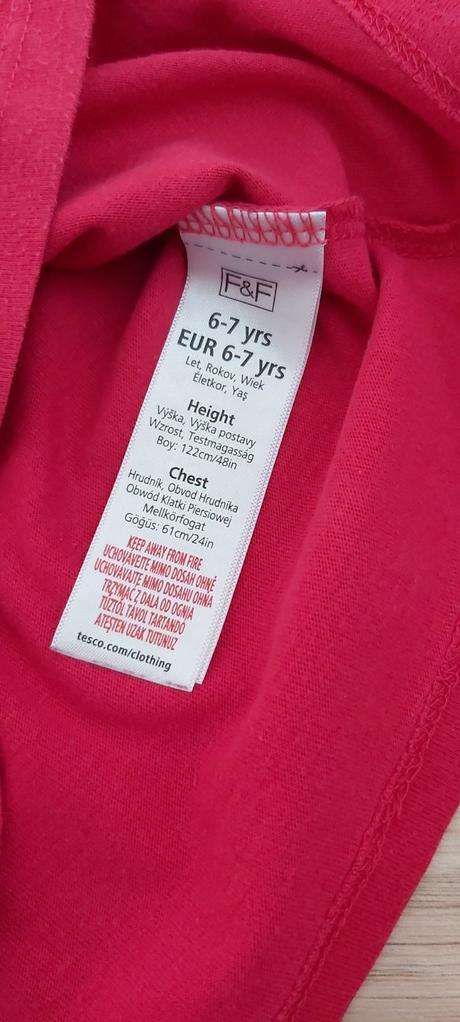 F&F
6-7 yrs
EUR 6-7 yrs
Let, Rokov, Wiek
Életkor, Yaş
Height
Výška, Výška postavy
Wzrost, Testmagasság
Boy: 122cm/48in
Chest
Hrudník, Obvod Hrudníka
Obwód Klatki Piersiowej
Mellkörfogat
Göğüs: 61cm/24in
KEEP AWAY FROM FIRE
UCHOVÁVEJTE MIMO DOSAH OHNĚ
UCHOVÁVAJTE MIMO DOSAHU OHŇA
TRZYMAĆ Z DALA OD OGNIA
TŰZTŐL TÁVOL TARTANDÓ
ATEŞTEN UZAK TUTUNUZ
tesco.com/clothing